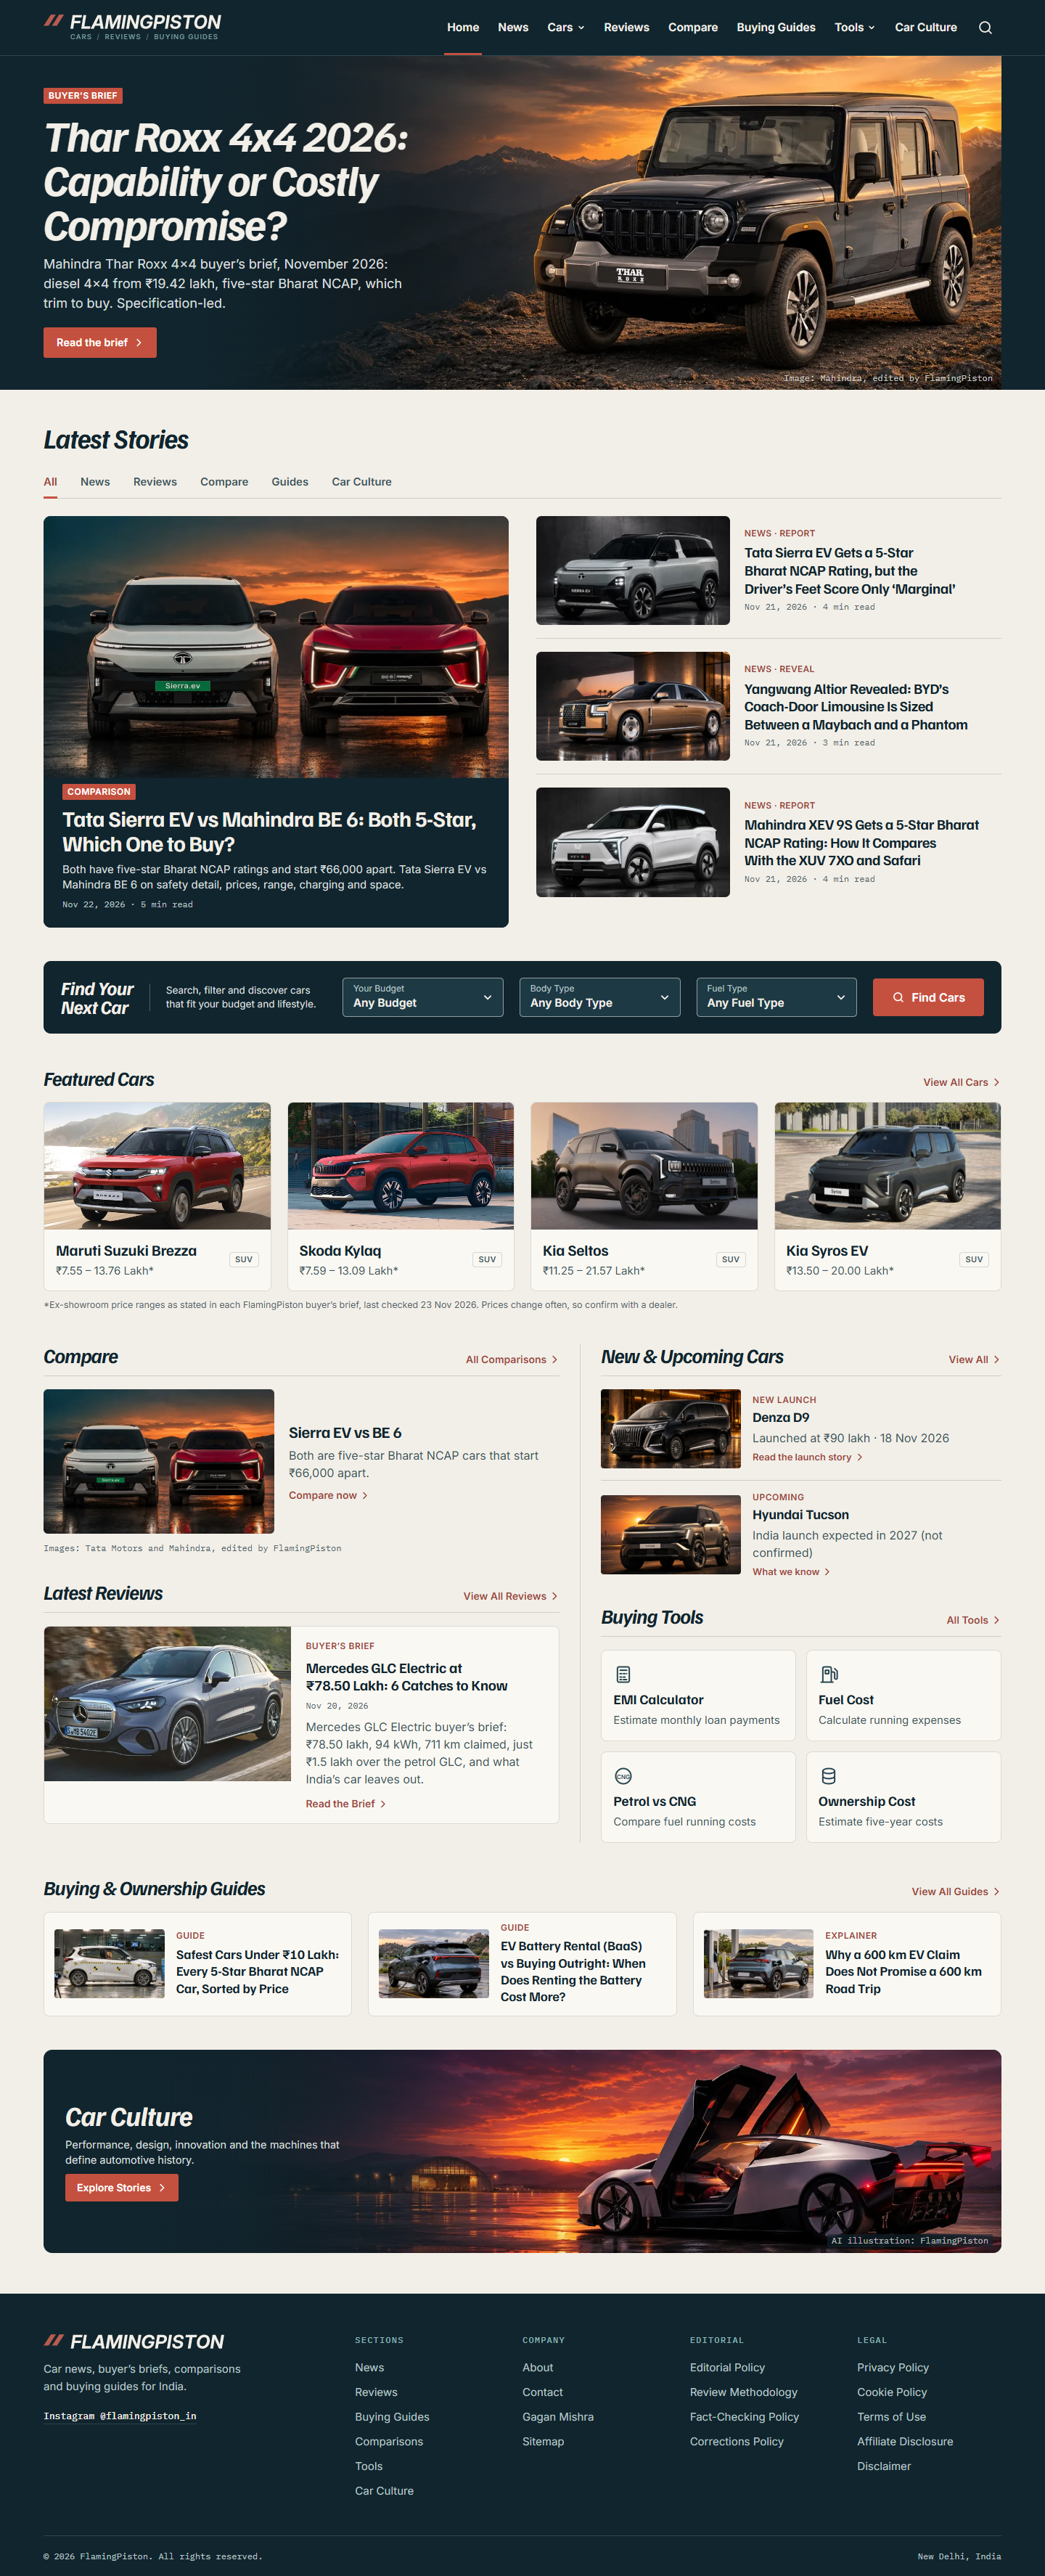 FLAMINGPISTON
CARS / REVIEWS / BUYING GUIDES
Home News Cars Reviews Compare Buying Guides Tools Car Culture
BUYER'S BRIEF
Thar Roxx 4x4 2026:
Capability or Costly
Compromise?
Mahindra Thar Roxx 4×4 buyer's brief, November 2026:
diesel 4×4 from ₹19.42 lakh, five-star Bharat NCAP, which
trim to buy. Specification-led.
Read the brief
THAR
ROXX
Image: Mahindra, edited by FlamingPiston
Latest Stories
All News Reviews Compare Guides Car Culture
Sierra.ev
COMPARISON
Tata Sierra EV vs Mahindra BE 6: Both 5-Star,
Which One to Buy?
Both have five-star Bharat NCAP ratings and start ₹66,000 apart. Tata Sierra EV vs
Mahindra BE 6 on safety detail, prices, range, charging and space.
Nov 22, 2026 · 5 min read
SIERRA.EV
NEWS · REPORT
Tata Sierra EV Gets a 5-Star
Bharat NCAP Rating, but the
Driver's Feet Score Only ‘Marginal’
Nov 21, 2026 · 4 min read
NEWS · REVEAL
Yangwang Altior Revealed: BYD's
Coach-Door Limousine Is Sized
Between a Maybach and a Phantom
Nov 21, 2026 · 3 min read
NEWS · REPORT
Mahindra XEV 9S Gets a 5-Star Bharat
NCAP Rating: How It Compares
With the XUV 7XO and Safari
Nov 21, 2026 · 4 min read
Find Your
Next Car
Search, filter and discover cars
that fit your budget and lifestyle.
Your Budget
Any Budget
Body Type
Any Body Type
Fuel Type
Any Fuel Type
Find Cars
Featured Cars
View All Cars
Maruti Suzuki Brezza
₹7.55 – 13.76 Lakh*
SUV
Skoda Kylaq
₹7.59 – 13.09 Lakh*
SUV
Kia Seltos
₹11.25 – 21.57 Lakh*
SUV
Syros
Kia Syros EV
₹13.50 – 20.00 Lakh*
SUV
*Ex-showroom price ranges as stated in each FlamingPiston buyer's brief, last checked 23 Nov 2026. Prices change often, so confirm with a dealer.
Compare
All Comparisons
Sierra.ev
Sierra EV vs BE 6
Both are five-star Bharat NCAP cars that start
₹66,000 apart.
Compare now
Images: Tata Motors and Mahindra, edited by FlamingPiston
Latest Reviews
View All Reviews
BUYER'S BRIEF
Mercedes GLC Electric at
₹78.50 Lakh: 6 Catches to Know
Nov 20, 2026
Mercedes GLC Electric buyer's brief:
₹78.50 lakh, 94 kWh, 711 km claimed, just
₹1.5 lakh over the petrol GLC, and what
India's car leaves out.
Read the Brief
New & Upcoming Cars
View All
NEW LAUNCH
Denza D9
Launched at ₹90 lakh · 18 Nov 2026
Read the launch story
UPCOMING
Hyundai Tucson
India launch expected in 2027 (not
confirmed)
What we know
Buying Tools
All Tools
EMI Calculator
Estimate monthly loan payments
Fuel Cost
Calculate running expenses
CNG
Petrol vs CNG
Compare fuel running costs
Ownership Cost
Estimate five-year costs
Buying & Ownership Guides
View All Guides
GUIDE
Safest Cars Under ₹10 Lakh:
Every 5-Star Bharat NCAP
Car, Sorted by Price
GUIDE
EV Battery Rental (BaaS)
vs Buying Outright: When
Does Renting the Battery
Cost More?
EXPLAINER
Why a 600 km EV Claim
Does Not Promise a 600 km
Road Trip
Car Culture
Performance, design, innovation and the machines that
define automotive history.
Explore Stories
AI illustration: FlamingPiston
FLAMINGPISTON
Car news, buyer's briefs, comparisons
and buying guides for India.
Instagram @flamingpiston_in
SECTIONS
News
Reviews
Buying Guides
Comparisons
Tools
Car Culture
COMPANY
About
Contact
Gagan Mishra
Sitemap
EDITORIAL
Editorial Policy
Review Methodology
Fact-Checking Policy
Corrections Policy
LEGAL
Privacy Policy
Cookie Policy
Terms of Use
Affiliate Disclosure
Disclaimer
© 2026 FlamingPiston. All rights reserved.
New Delhi, India